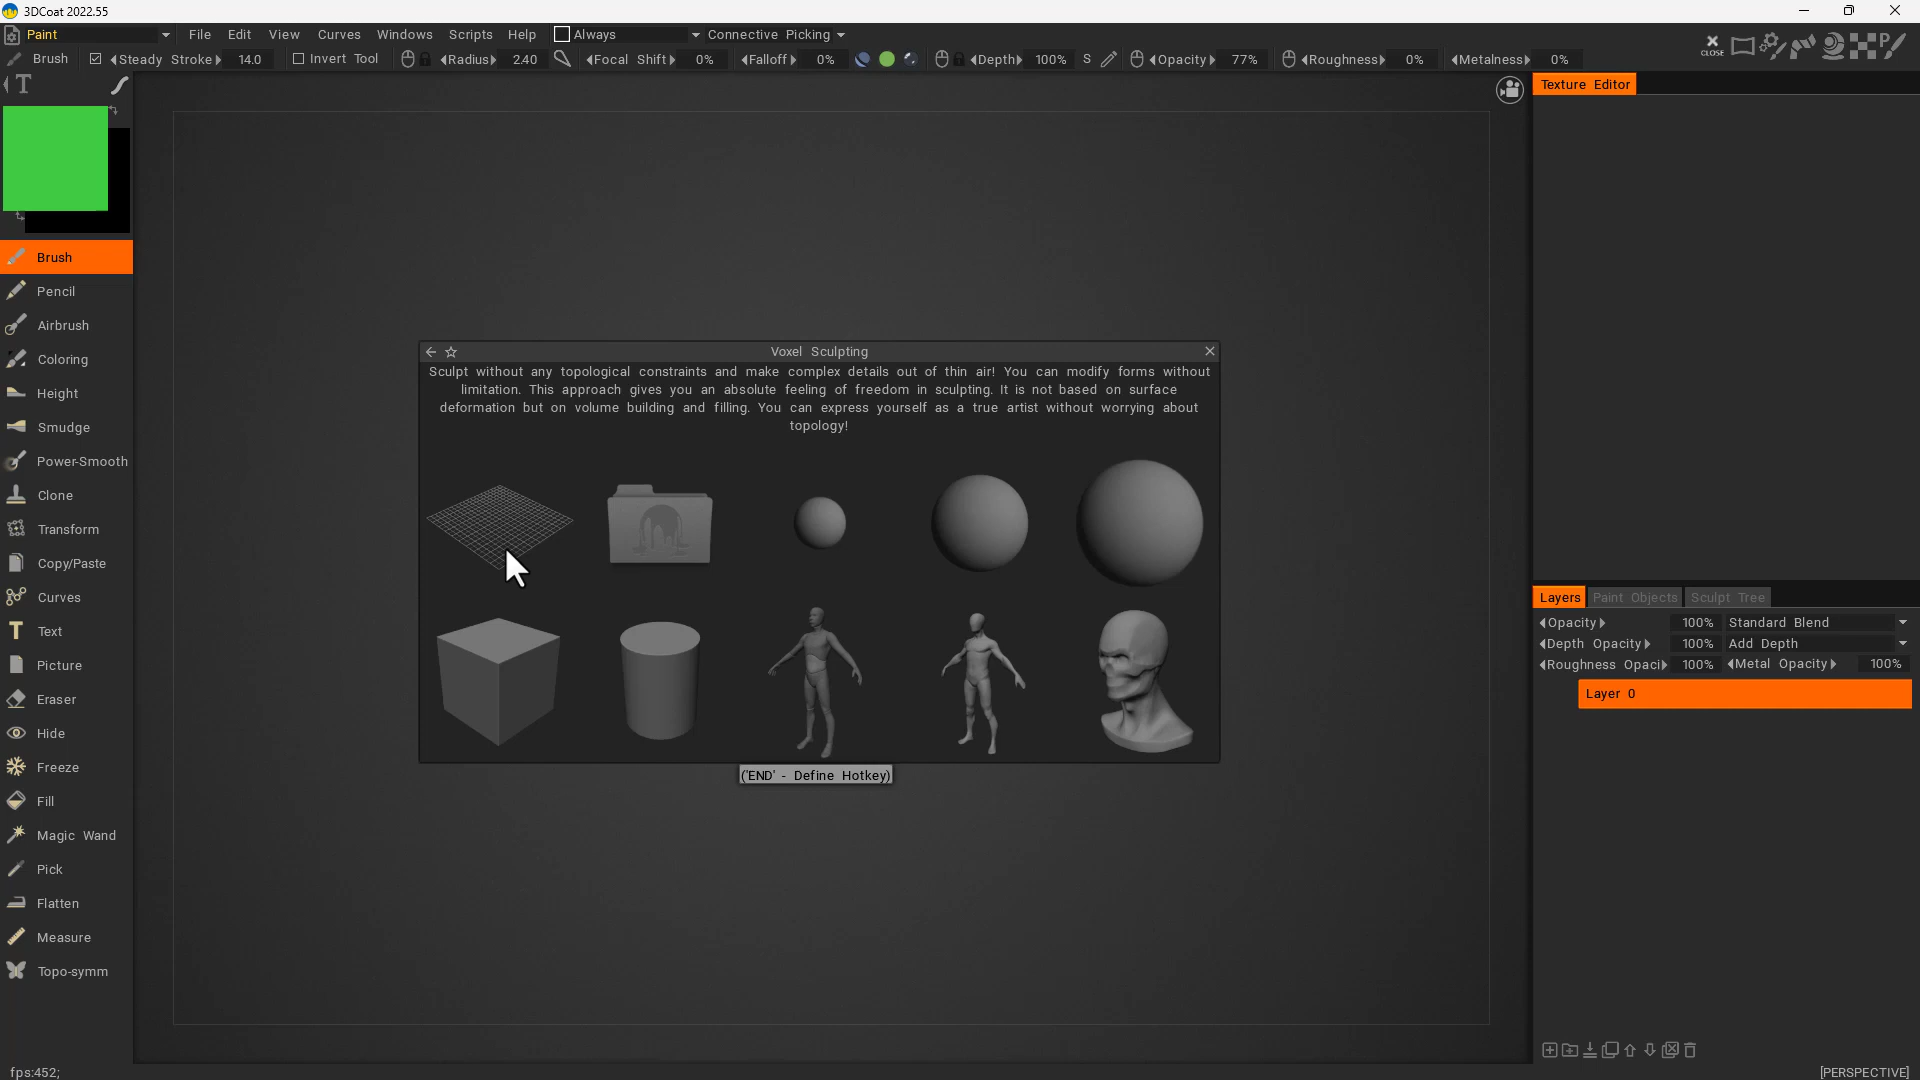 3DCoat 2022.55
Paint File Edit View Curves Windows Scripts Help Always Connective Picking
Brush Steady Stroke 14.0 Invert Tool Radius 2.40 Focal Shift 0% Falloff 0% Depth 100% S Opacity 77% Roughness 0% Metalness 0%
CLOSE
P
T
Texture Editor
Brush
Pencil
Airbrush
Coloring
Height
Smudge
Power-Smooth
Clone
Transform
Copy/Paste
Curves
Text
Picture
Eraser
Hide
Freeze
Fill
Magic Wand
Pick
Flatten
Measure
Topo-symm
Voxel Sculpting
Sculpt without any topological constraints and make complex details out of thin air! You can modify forms without
limitation. This approach gives you an absolute feeling of freedom in sculpting. It is not based on surface
deformation but on volume building and filling. You can express yourself as a true artist without worrying about
topology!
('END' - Define Hotkey)
Layers Paint Objects Sculpt Tree
Opacity 100% Standard Blend
Depth Opacity 100% Add Depth
Roughness Opaci 100% Metal Opacity 100%
Layer 0
fps:452;
[PERSPECTIVE]